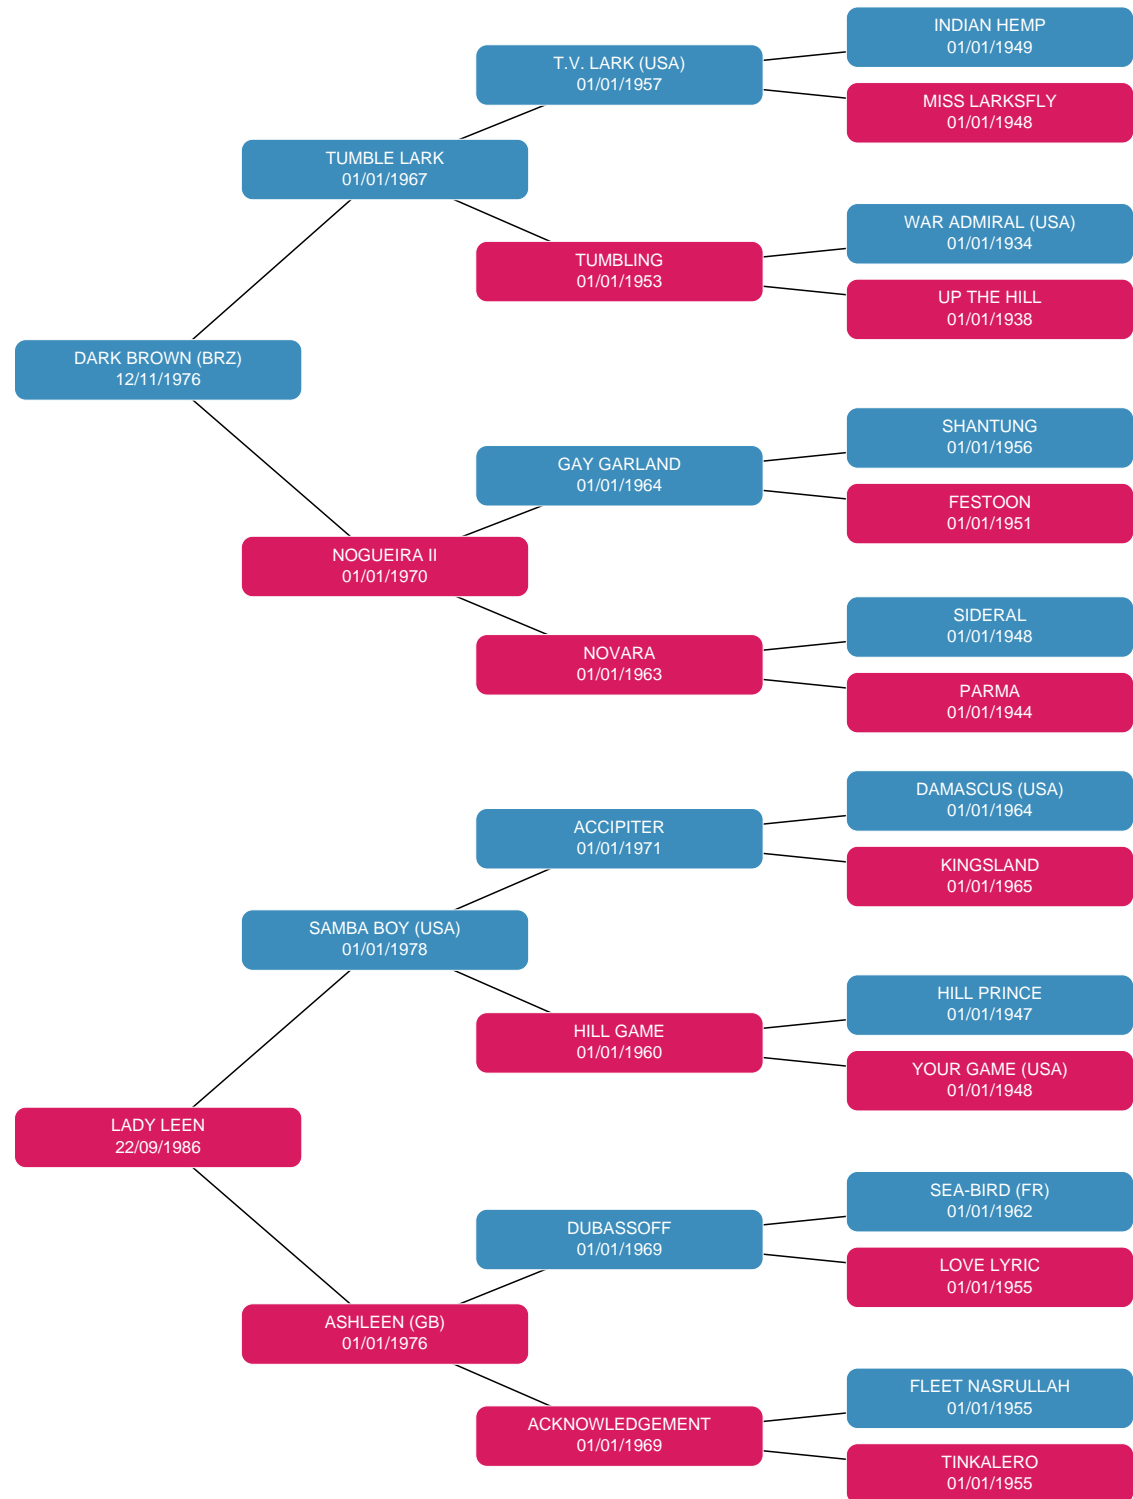 INDIAN HEMP
01/01/1949
T.V. LARK (USA)
01/01/1957
MISS LARKSFLY
01/01/1948
TUMBLE LARK
01/01/1967
WAR ADMIRAL (USA)
01/01/1934
TUMBLING
01/01/1953
UP THE HILL
01/01/1938
DARK BROWN (BRZ)
12/11/1976
SHANTUNG
01/01/1956
GAY GARLAND
01/01/1964
FESTOON
01/01/1951
NOGUEIRA II
01/01/1970
SIDERAL
01/01/1948
NOVARA
01/01/1963
PARMA
01/01/1944
DAMASCUS (USA)
01/01/1964
ACCIPITER
01/01/1971
KINGSLAND
01/01/1965
SAMBA BOY (USA)
01/01/1978
HILL PRINCE
01/01/1947
HILL GAME
01/01/1960
YOUR GAME (USA)
01/01/1948
LADY LEEN
22/09/1986
SEA-BIRD (FR)
01/01/1962
DUBASSOFF
01/01/1969
LOVE LYRIC
01/01/1955
ASHLEEN (GB)
01/01/1976
FLEET NASRULLAH
01/01/1955
ACKNOWLEDGEMENT
01/01/1969
TINKALERO
01/01/1955